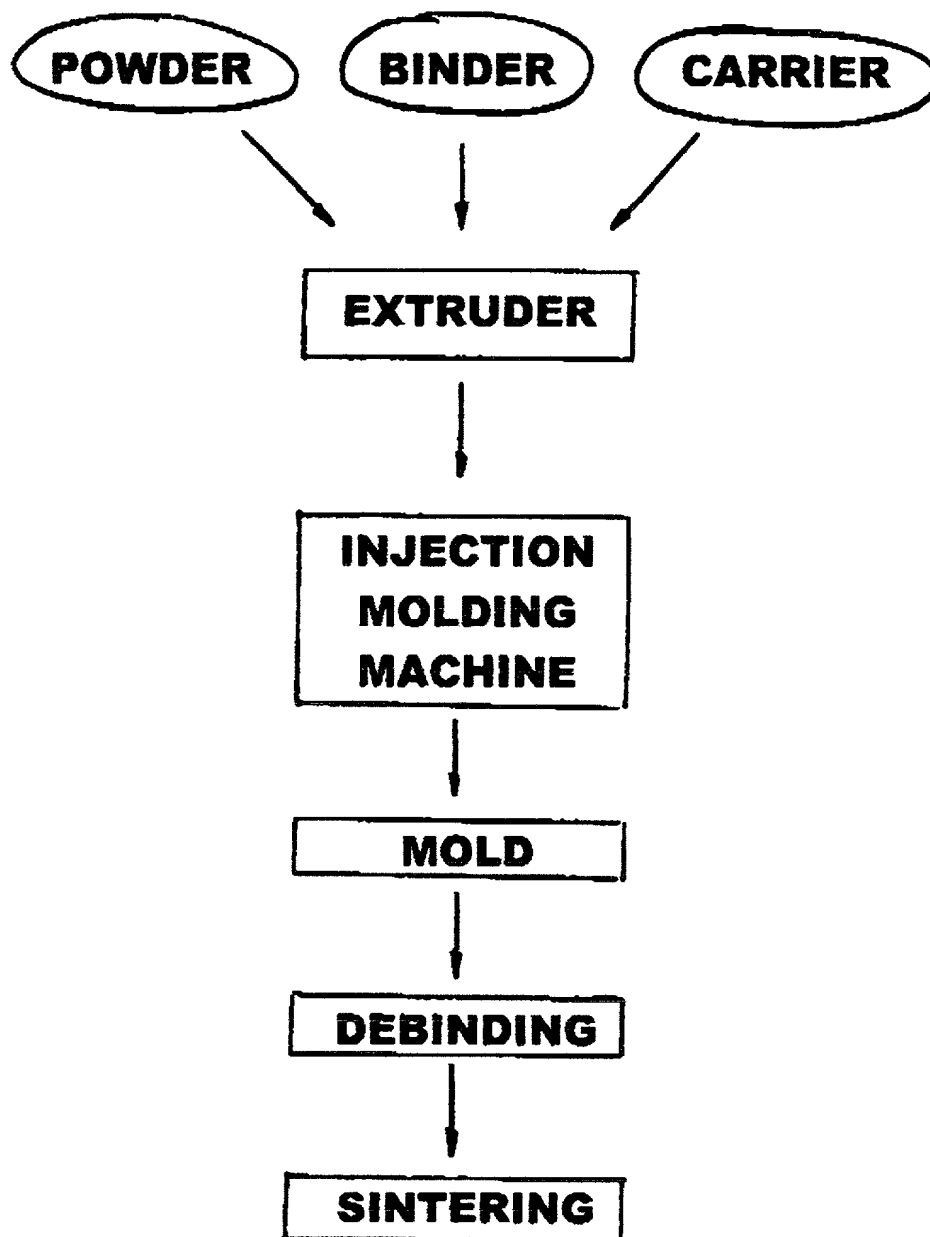 POWDER BINDER CARRIER
EXTRUDER
INJECTION
MOLDING
MACHINE
MOLD
DEBINDING
SINTERING